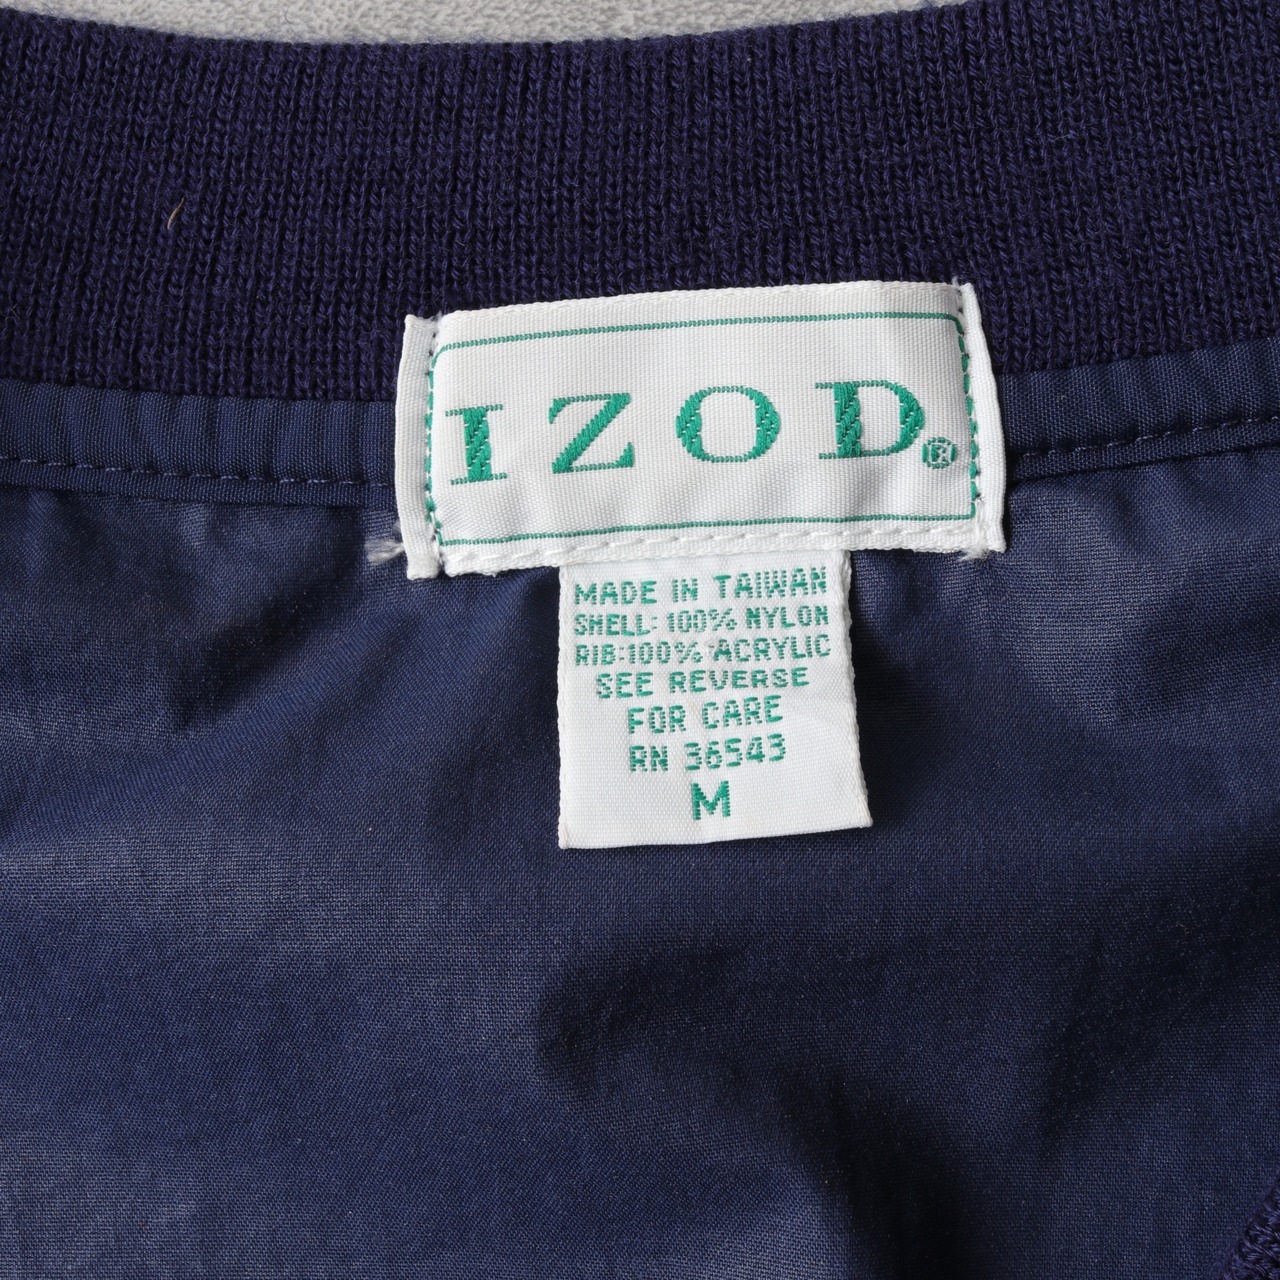 IZOD®
MADE IN TAIWAN
SHELL: 100% NYLON
RIB:100% ACRYLIC
SEE REVERSE
FOR CARE
RN 36543
M